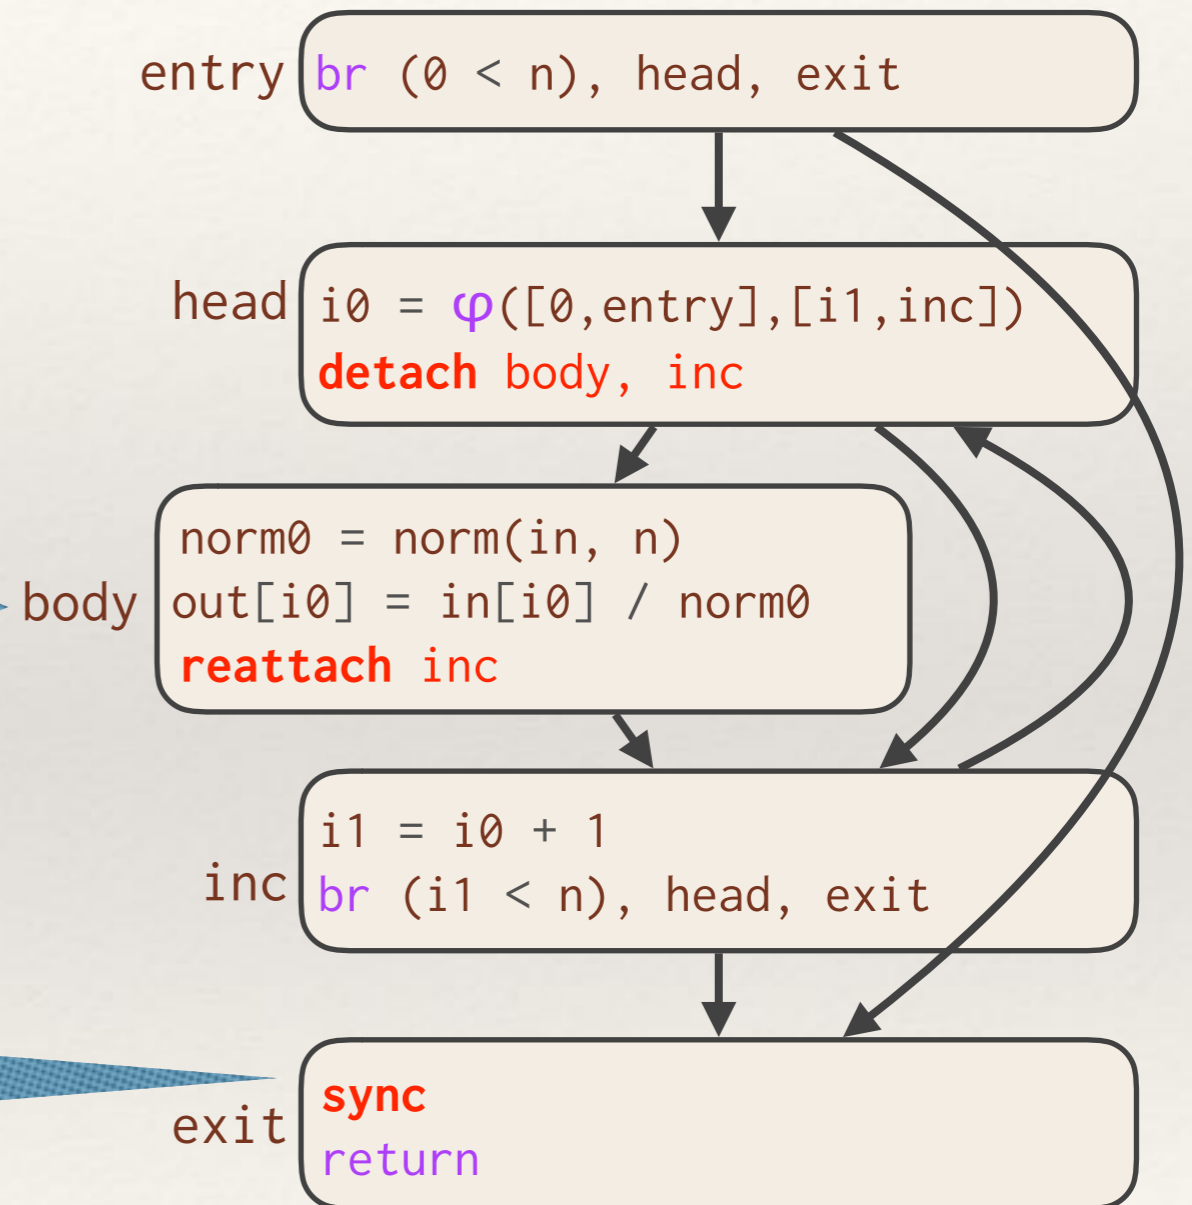 entry br (0 < n), head, exit
head i0 = φ([0,entry],[i1,inc])
detach body, inc
norm0 = norm(in, n)
body out[i0] = in[i0] / norm0
reattach inc
i1 = i0 + 1
inc br (i1 < n), head, exit
sync
exit
return